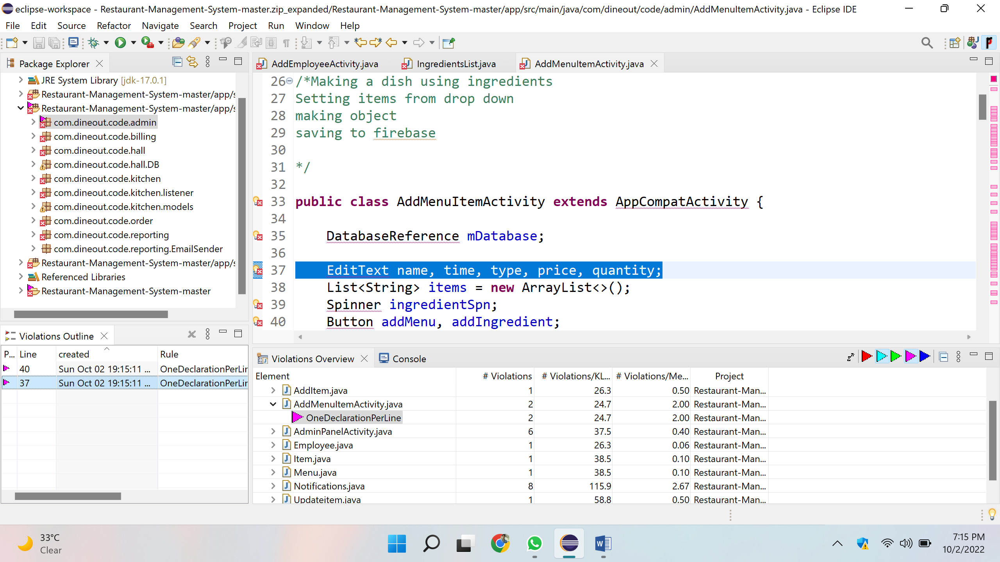 eclipse-workspace - Restaurant-Management-System-master.zip_expanded/Restaurant-Management-System-master/app/src/main/java/com/dineout/code/admin/AddMenuItemActivity.java - Eclipse IDE
File Edit Source Refactor Navigate Search Project Run Window Help
Package Explorer
JRE System Library [jdk-17.0.1]
Restaurant-Management-System-master/app/s
Restaurant-Management-System-master/app/s
com.dineout.code.admin
com.dineout.code.billing
com.dineout.code.hall
com.dineout.code.hall.DB
com.dineout.code.kitchen
com.dineout.code.kitchen.listener
com.dineout.code.kitchen.models
com.dineout.code.order
com.dineout.code.reporting
com.dineout.code.reporting.EmailSender
Restaurant-Management-System-master/app/s
Referenced Libraries
Restaurant-Management-System-master
AddEmployeeActivity.java IngredientsList.java AddMenuItemActivity.java
26 /*Making a dish using ingredients
27 Setting items from drop down
28 making object
29 saving to firebase
30
31 */
32
33 public class AddMenuItemActivity extends AppCompatActivity {
34
35 DatabaseReference mDatabase;
36
37 EditText name, time, type, price, quantity;
38 List<String> items = new ArrayList<>();
39 Spinner ingredientSpn;
40 Button addMenu, addIngredient;
Violations Outline
P... Line created Rule
40 Sun Oct 02 19:15:11 ... OneDeclarationPerLin
37 Sun Oct 02 19:15:11 ... OneDeclarationPerLin
Violations Overview Console
Element # Violations # Violations/KL... # Violations/Me... Project
AddItem.java 1 26.3 0.50 Restaurant-Man...
AddMenuItemActivity.java 2 24.7 2.00 Restaurant-Man...
OneDeclarationPerLine 2 24.7 2.00 Restaurant-Man...
AdminPanelActivity.java 6 37.5 0.40 Restaurant-Man...
Employee.java 1 26.3 0.06 Restaurant-Man...
Item.java 1 38.5 0.10 Restaurant-Man...
Menu.java 1 38.5 0.10 Restaurant-Man...
Notifications.java 8 115.9 2.67 Restaurant-Man...
Updateitem.java 1 58.8 0.50 Restaurant-Man...
33°C
Clear
7:15 PM
10/2/2022